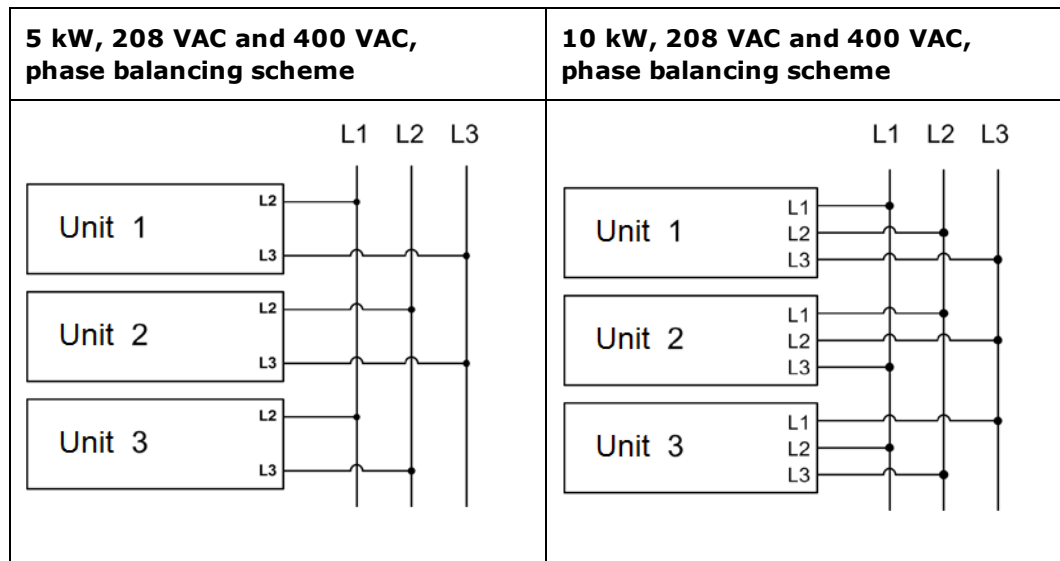 5 kW, 208 VAC and 400 VAC,
phase balancing scheme
10 kW, 208 VAC and 400 VAC,
phase balancing scheme
L1 L2 L3
Unit 1
L2
L3
Unit 2
L2
L3
Unit 3
L2
L3
L1 L2 L3
Unit 1
L1
L2
L3
Unit 2
L1
L2
L3
Unit 3
L1
L2
L3